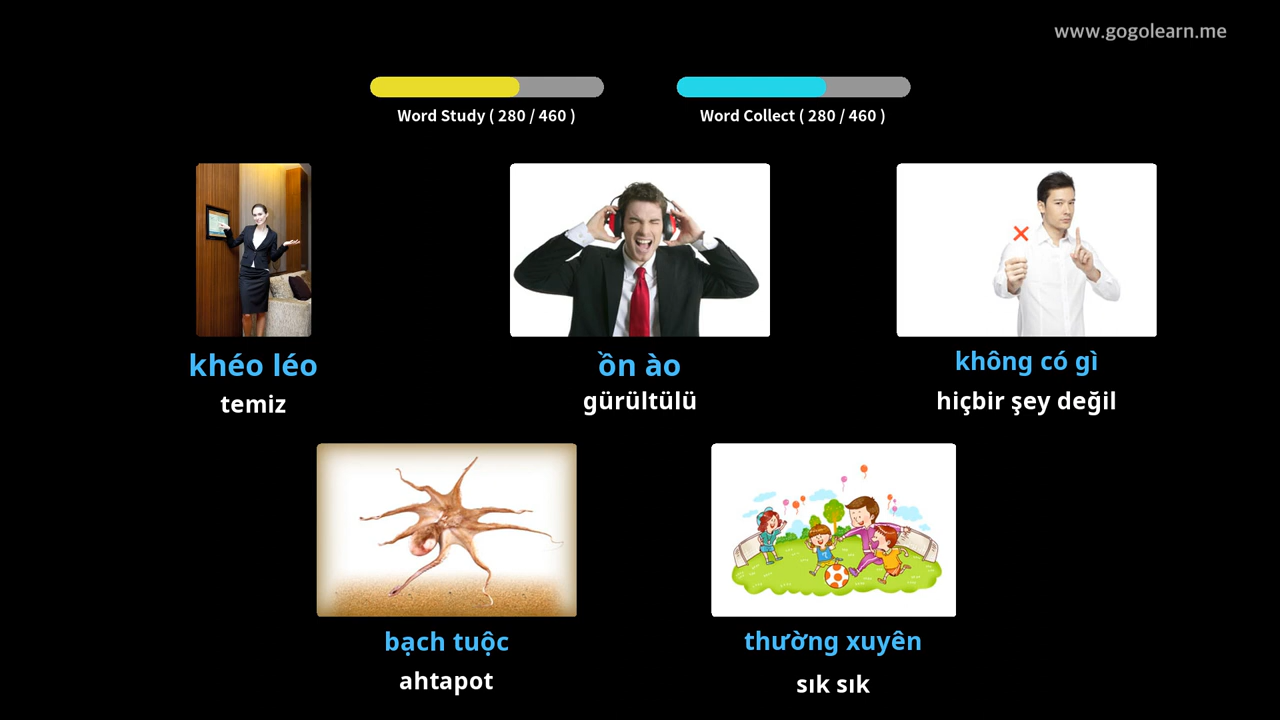 www.gogolearn.me
Word Study ( 280 / 460 )
Word Collect ( 280 / 460 )
khéo léo
temiz
ồn ào
gürültülü
không có gì
hiçbir şey değil
bạch tuộc
ahtapot
thường xuyên
sık sık